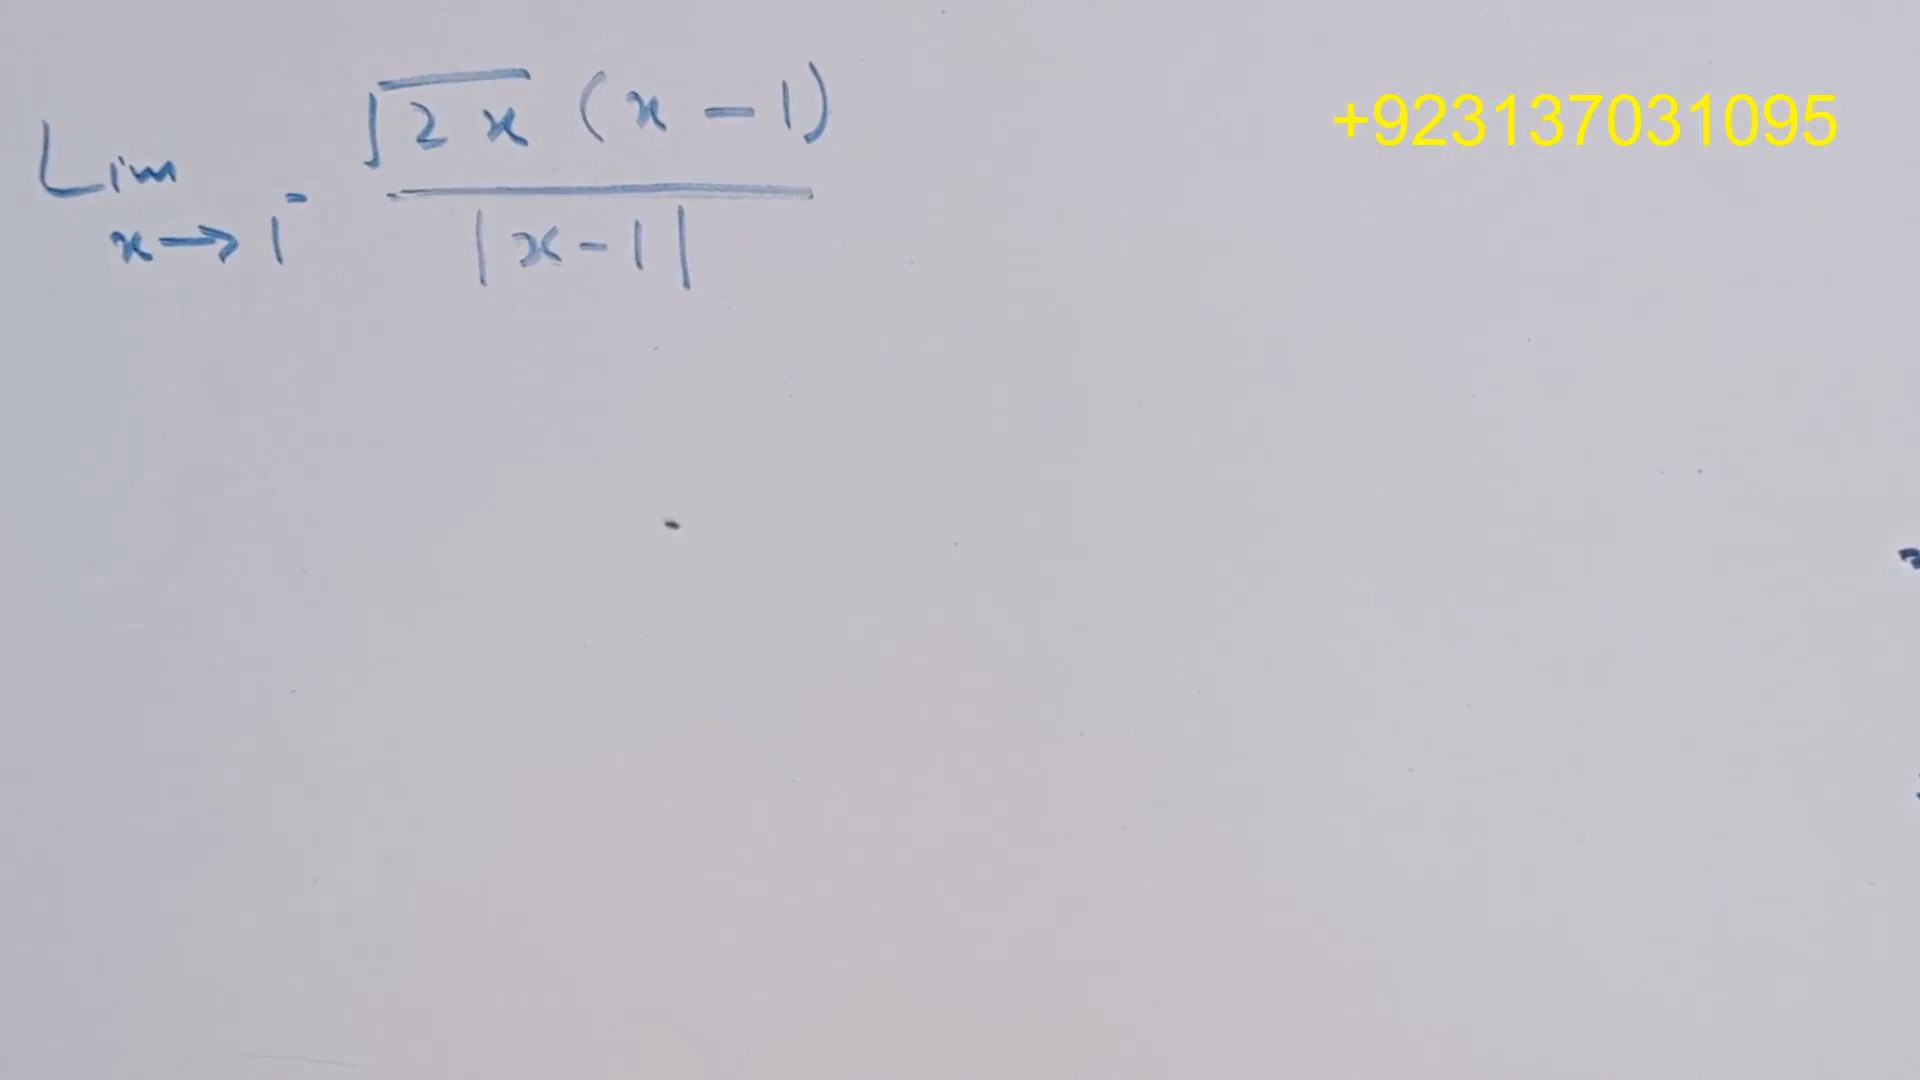 Lim x→1⁻ √2x (x − 1) / |x − 1|
+923137031095